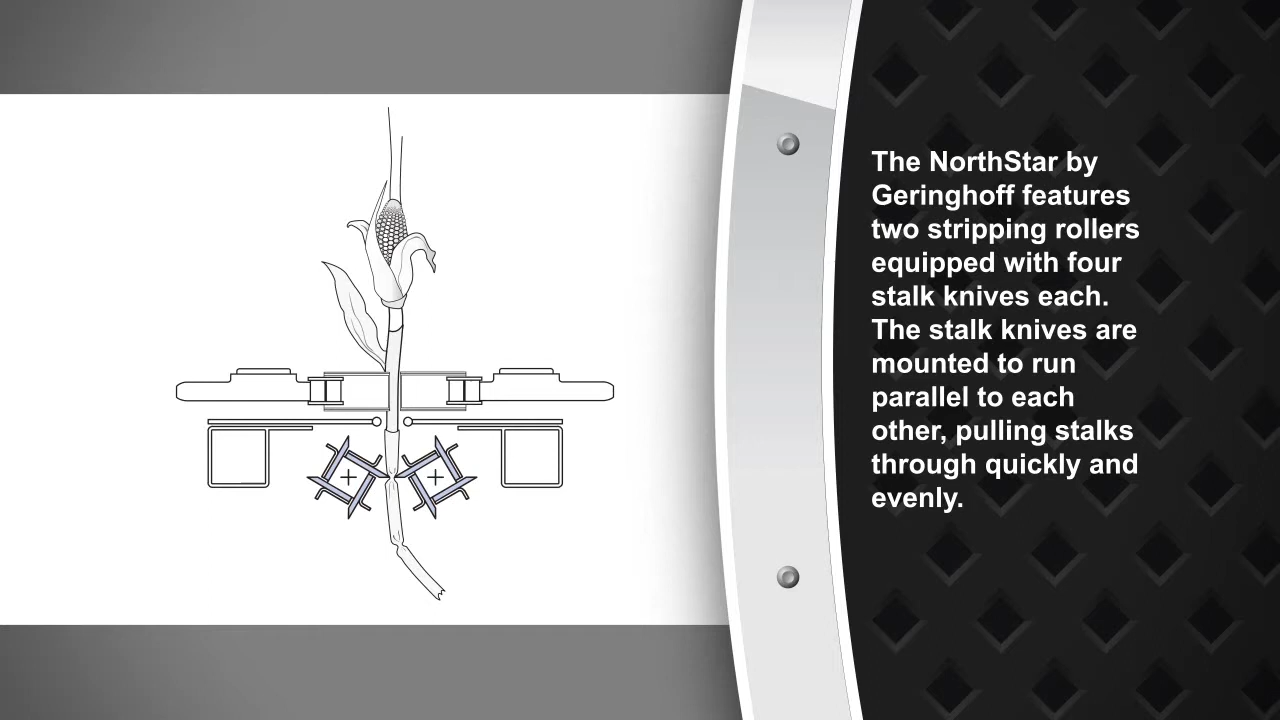 The NorthStar by
Geringhoff features
two stripping rollers
equipped with four
stalk knives each.
The stalk knives are
mounted to run
parallel to each
other, pulling stalks
through quickly and
evenly.